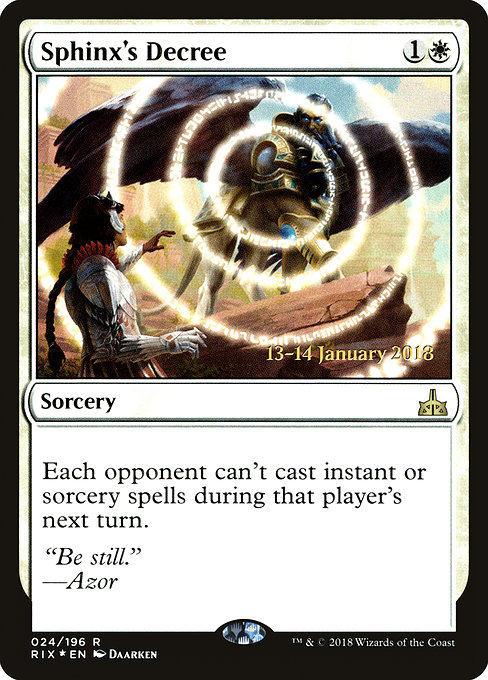 Sphinx's Decree 1
13–14 January 2018
Sorcery
Each opponent can't cast instant or
sorcery spells during that player's
next turn.
"Be still."
—Azor
024/196 R
RIX★EN Daarken
™ & © 2018 Wizards of the Coast